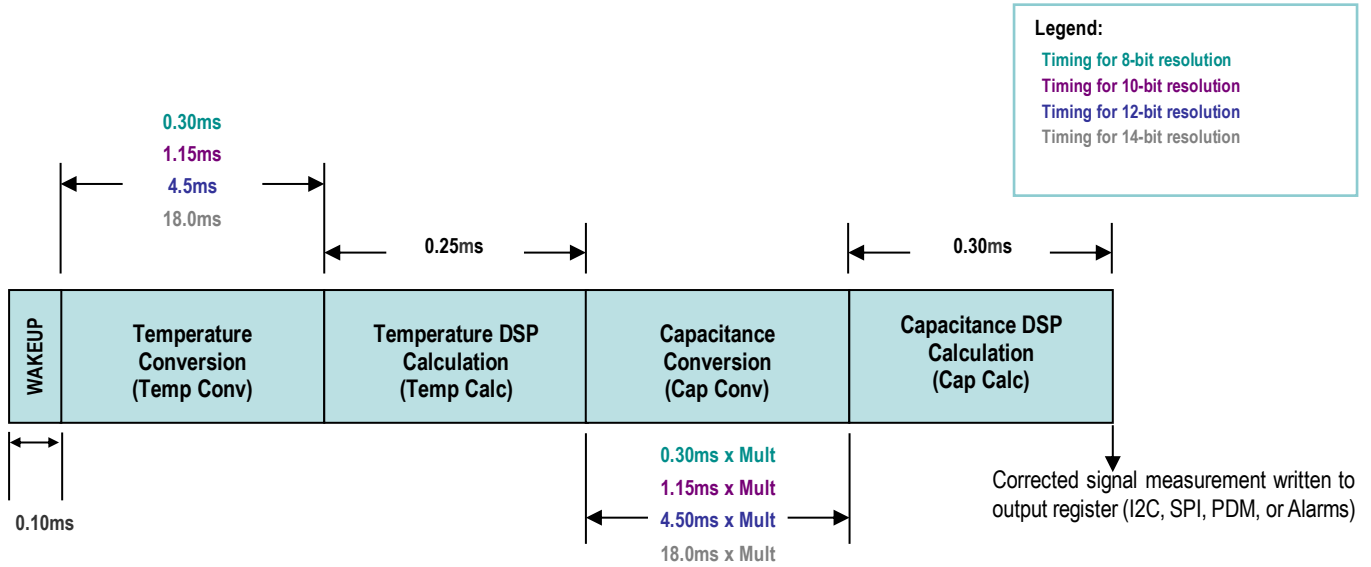 Legend:
Timing for 8-bit resolution
Timing for 10-bit resolution
Timing for 12-bit resolution
Timing for 14-bit resolution
0.30ms
1.15ms
4.5ms
18.0ms
0.25ms
0.30ms
WAKEUP
Temperature
Conversion
(Temp Conv)
Temperature DSP
Calculation
(Temp Calc)
Capacitance
Conversion
(Cap Conv)
Capacitance DSP
Calculation
(Cap Calc)
0.10ms
0.30ms x Mult
1.15ms x Mult
4.50ms x Mult
18.0ms x Mult
Corrected signal measurement written to
output register (I2C, SPI, PDM, or Alarms)